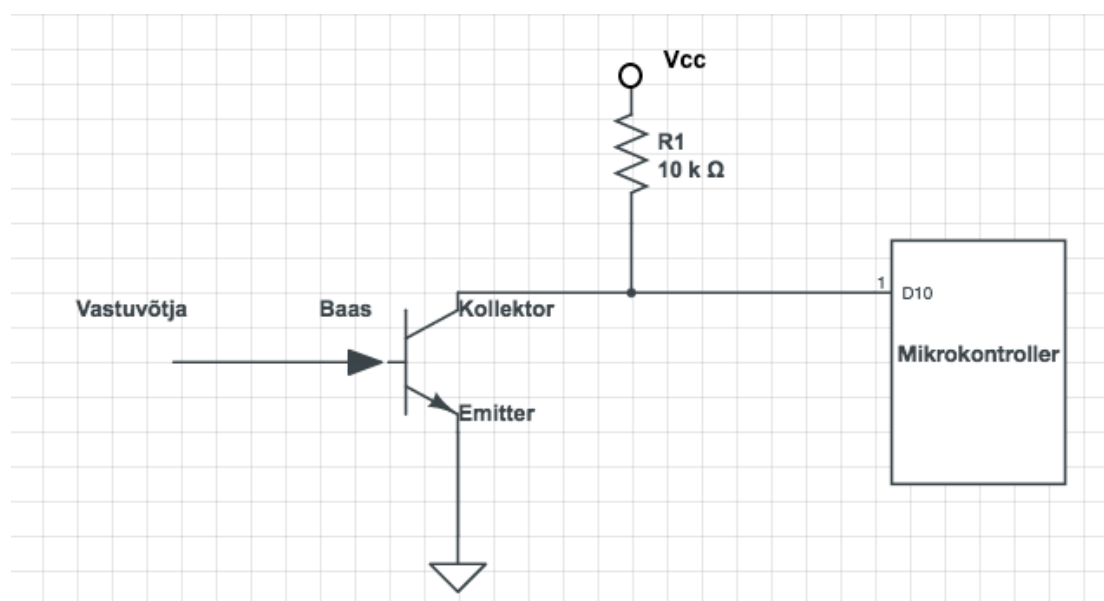 Vcc
R1
10 k Ω
Vastuvõtja
Baas
Kollektor
1
D10
Mikrokontroller
Emitter